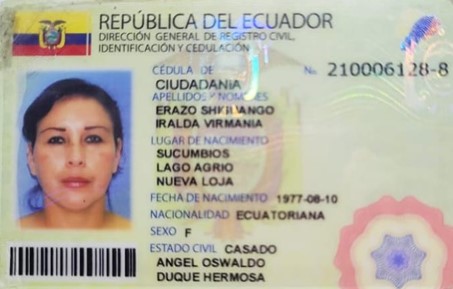 REPÚBLICA DEL ECUADOR
DIRECCIÓN GENERAL DE REGISTRO CIVIL,
IDENTIFICACIÓN Y CEDULACIÓN
CÉDULA DE
No. 210006128-8
CIUDADANÍA
APELLIDOS Y NOMBRES
ERAZO
IRALDA VIRMANIA
LUGAR DE NACIMIENTO
SUCUMBIOS
LAGO AGRIO
NUEVA LOJA
FECHA DE NACIMIENTO 1977-08-10
NACIONALIDAD ECUATORIANA
SEXO F
ESTADO CIVIL CASADO
ANGEL OSWALDO
DUQUE HERMOSA